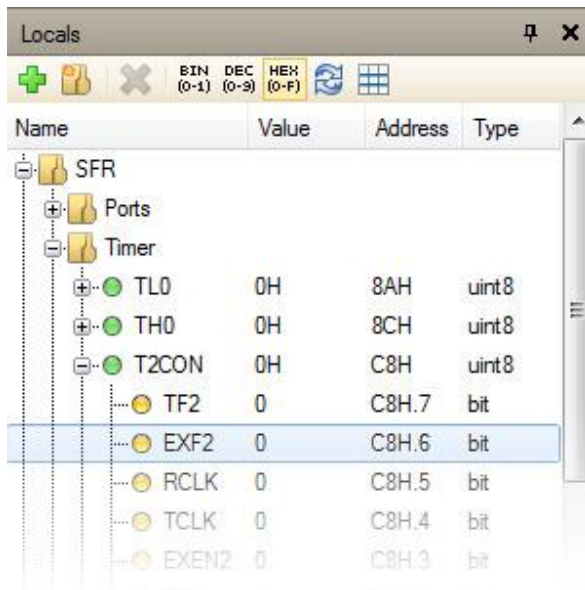 Locals
BIN DEC HEX
(0-1) (0-9) (0-F)
Name Value Address Type
SFR
Ports
Timer
TL0 0H 8AH uint8
TH0 0H 8CH uint8
T2CON 0H C8H uint8
TF2 0 C8H.7 bit
EXF2 0 C8H.6 bit
RCLK 0 C8H.5 bit
TCLK 0 C8H.4 bit
EXEN2 0 C8H.3 bit